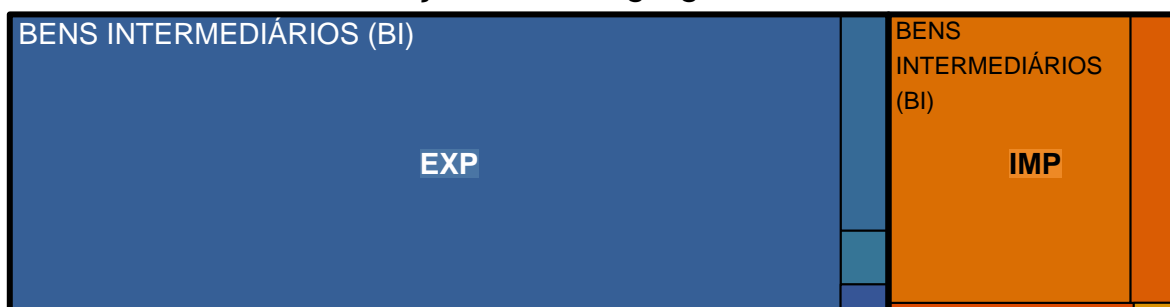 BENS INTERMEDIÁRIOS (BI)
EXP
BENS
INTERMEDIÁRIOS
(BI)
IMP